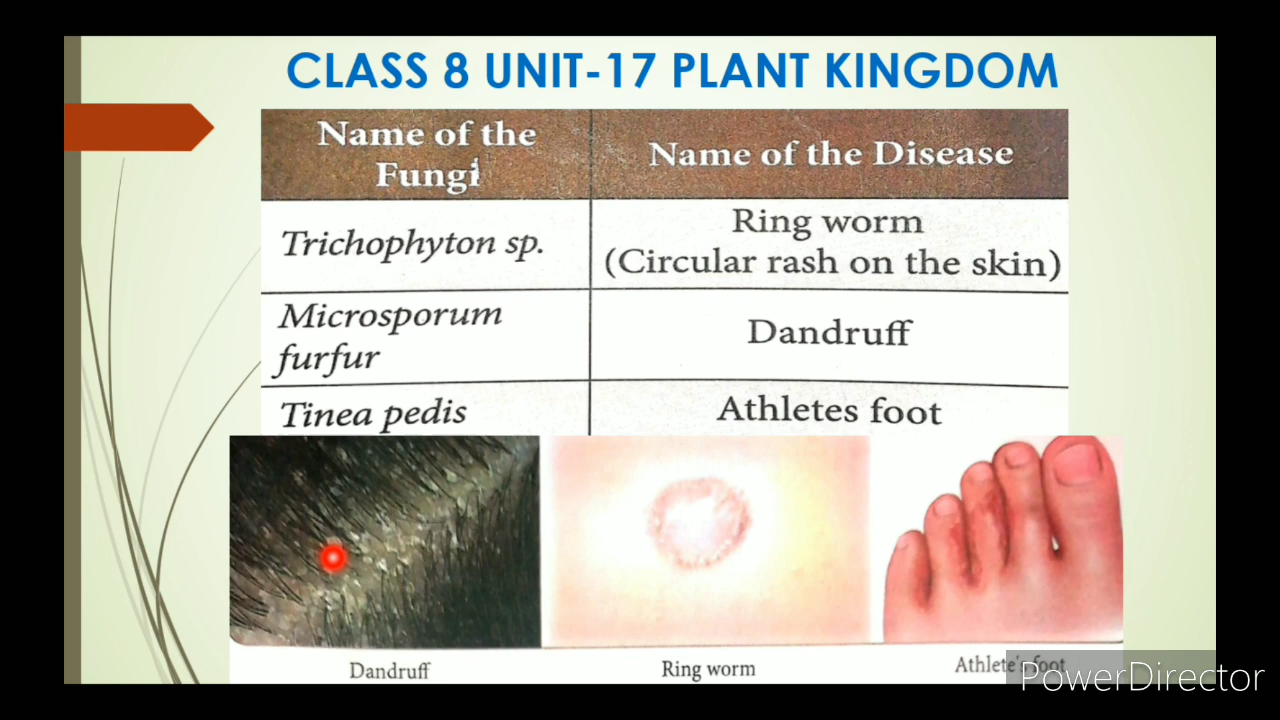 CLASS 8 UNIT-17 PLANT KINGDOM
Name of the
Fungi
Name of the Disease
Trichophyton sp.
Ring worm
(Circular rash on the skin)
Microsporum
furfur
Dandruff
Tinea pedis
Athletes foot
Dandruff
Ring worm
Athlete's foot
PowerDirector